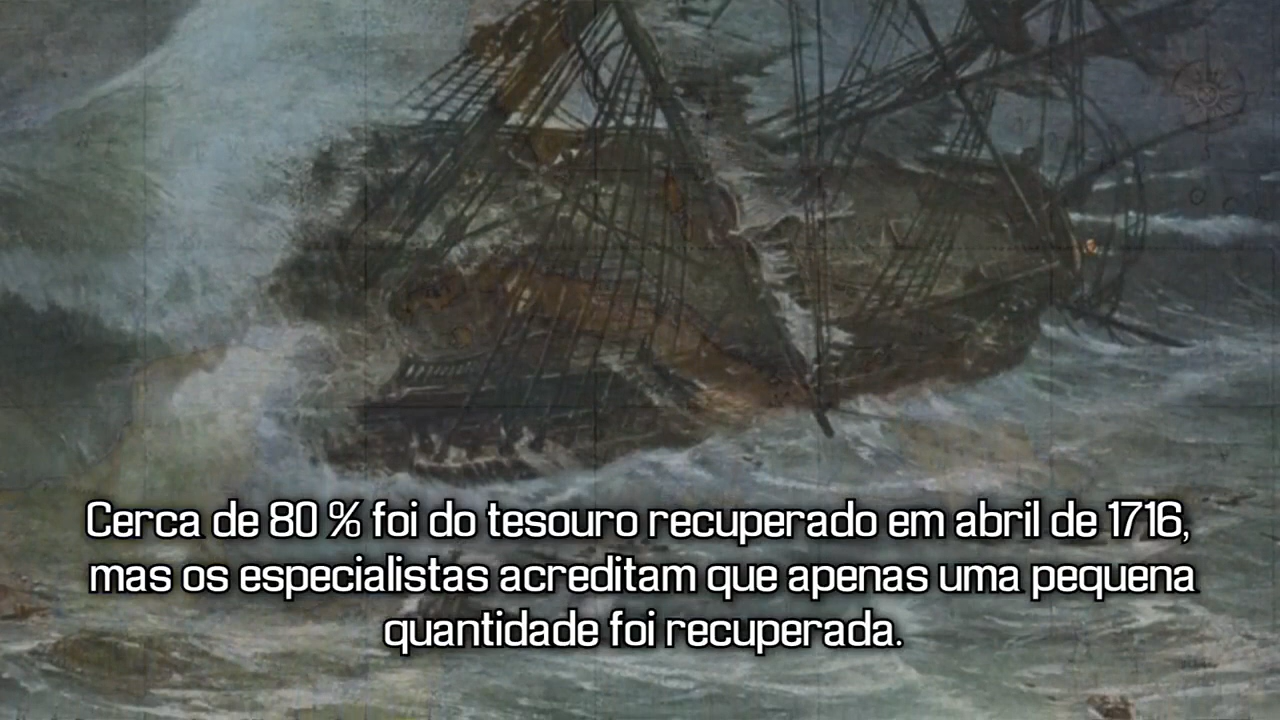 Cerca de 80 % foi do tesouro recuperado em abril de 1716,
mas os especialistas acreditam que apenas uma pequena
quantidade foi recuperada.